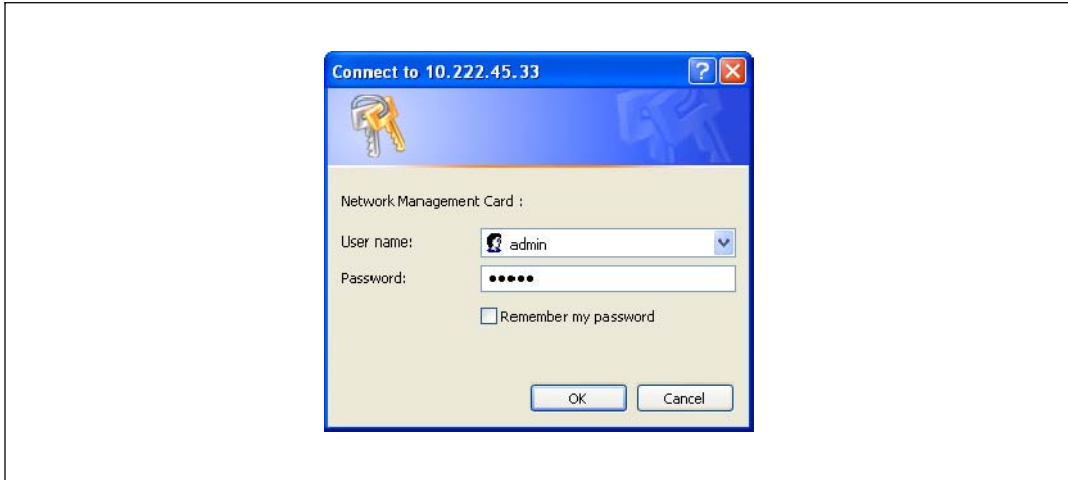 Connect to 10.222.45.33
Network Management Card :
User name: admin
Password: •••••
Remember my password
OK Cancel